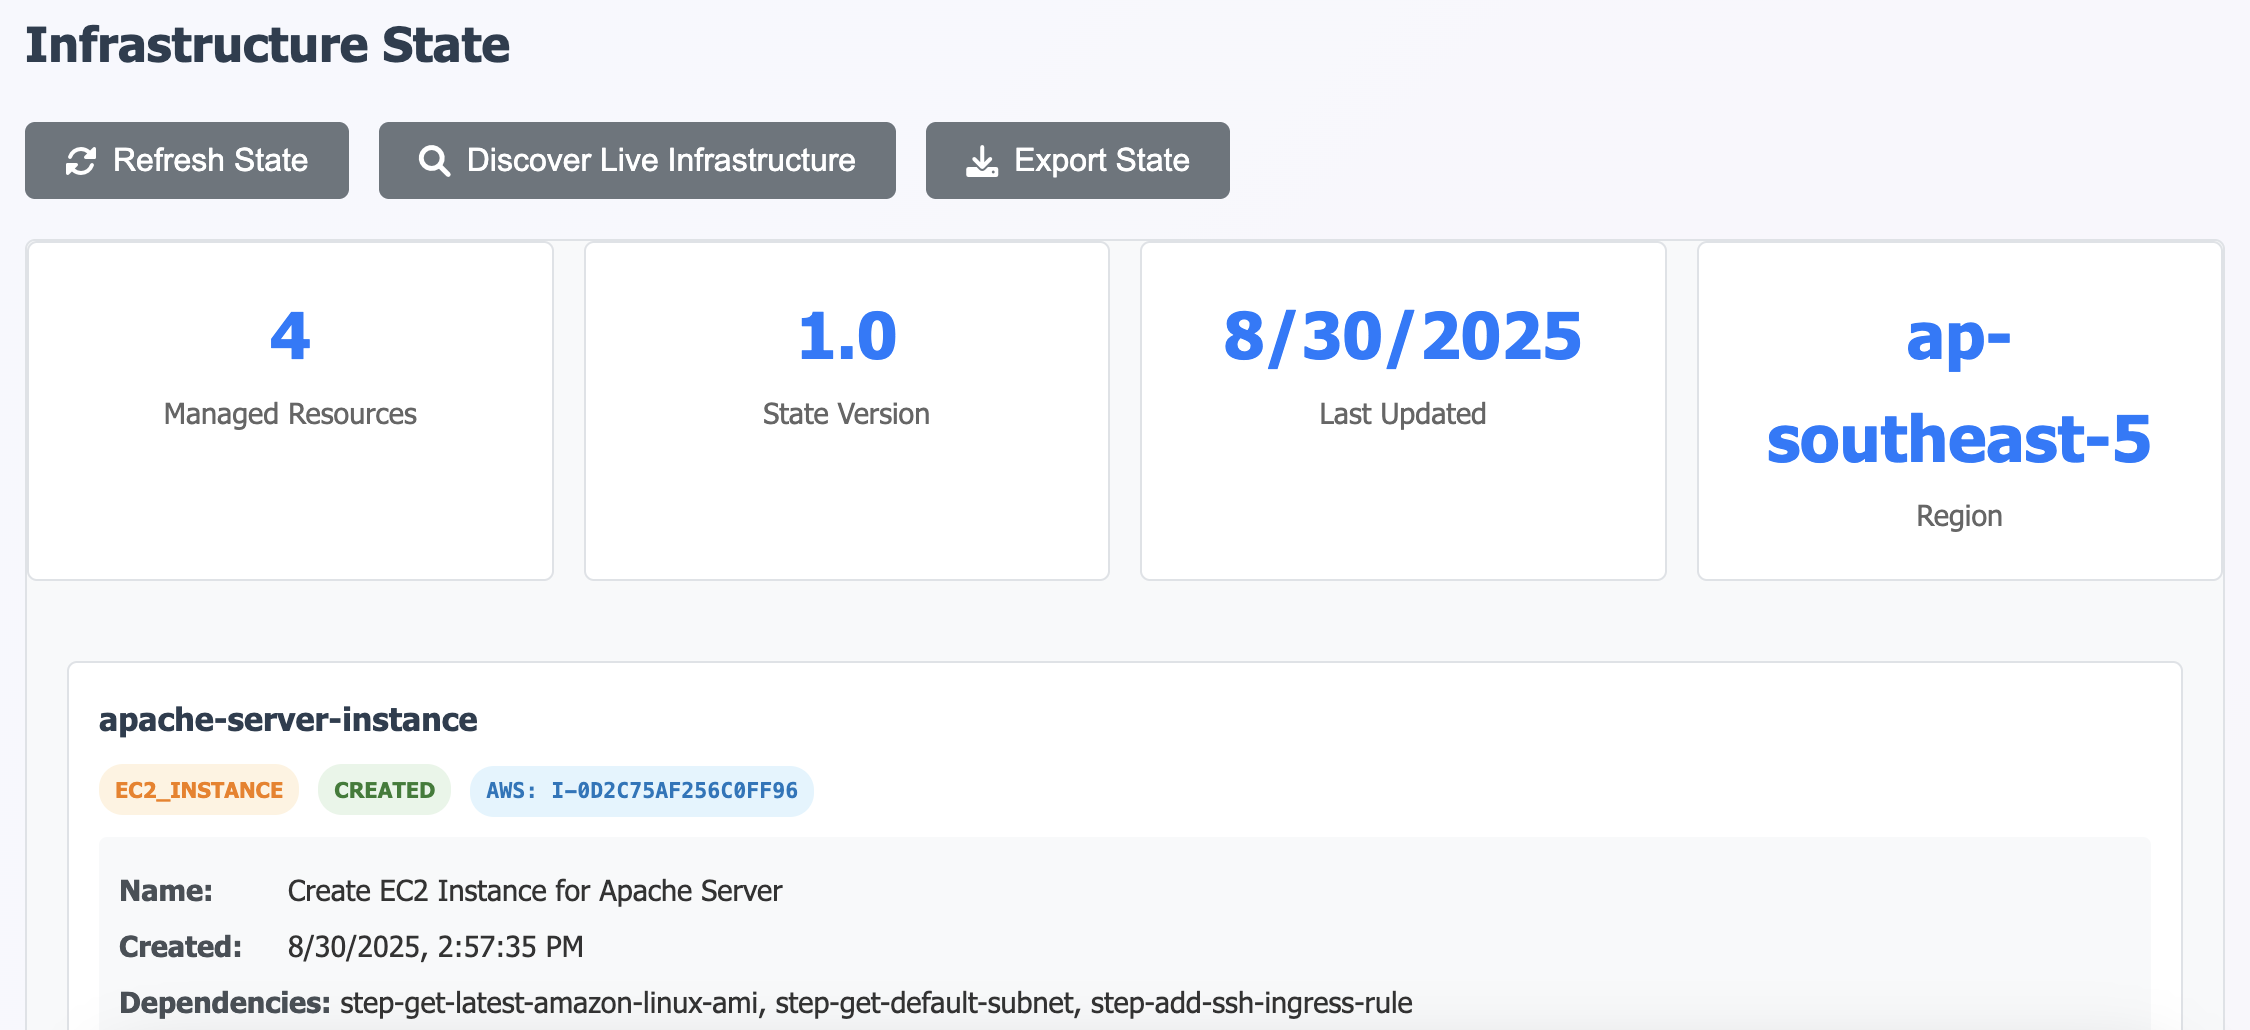 Infrastructure State
Refresh State
Discover Live Infrastructure
Export State
4
Managed Resources
1.0
State Version
8/30/2025
Last Updated
ap-
southeast-5
Region
apache-server-instance
EC2_INSTANCE
CREATED
AWS: I-0D2C75AF256C0FF96
Name: Create EC2 Instance for Apache Server
Created: 8/30/2025, 2:57:35 PM
Dependencies: step-get-latest-amazon-linux-ami, step-get-default-subnet, step-add-ssh-ingress-rule